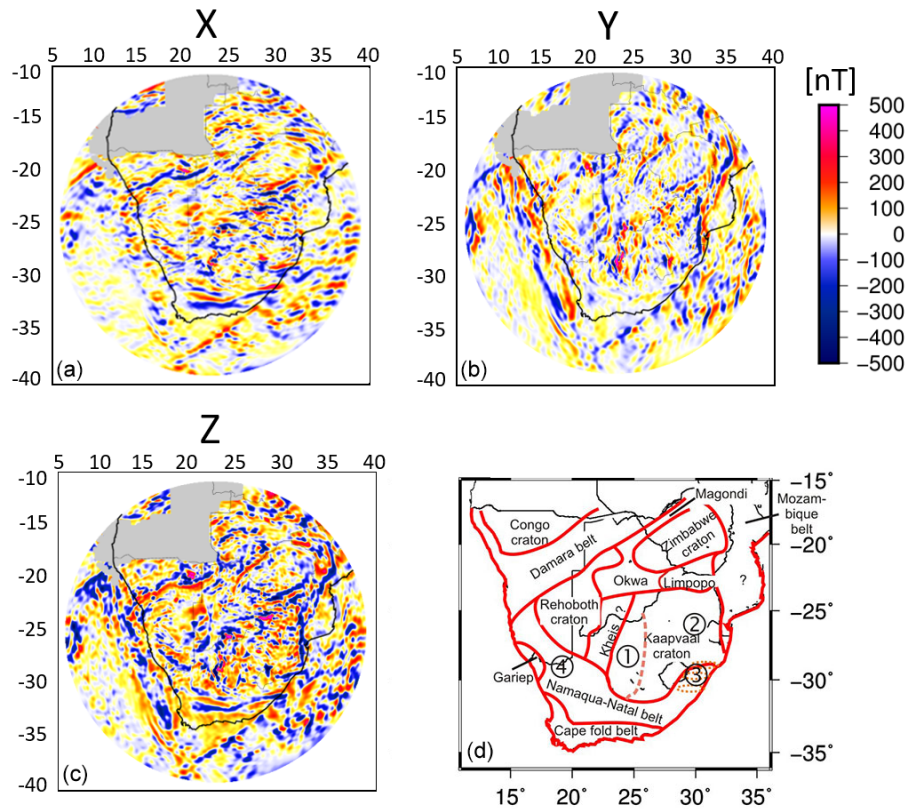 X
Y
5 10 15 20 25 30 35 40
5 10 15 20 25 30 35 40
[nT]
-10
-15
-20
-25
-30
-35
-40
(a)
-10
-15
-20
-25
-30
-35
-40
(b)
500
400
300
200
100
0
−100
−200
−300
−400
−500
Z
5 10 15 20 25 30 35 40
-10
-15
-20
-25
-30
-35
-40
(c)
Magondi
Mozam-
bique
belt
Congo
craton
Zimbabwe
craton
Damara belt
Okwa
Limpopo
?
Rehoboth
craton
Kheis ?
Kaapvaal
craton
1
2
3
4
Gariep
Namaqua-Natal belt
Cape fold belt
(d)
−15˚
−20˚
−25˚
−30˚
−35˚
15˚ 20˚ 25˚ 30˚ 35˚